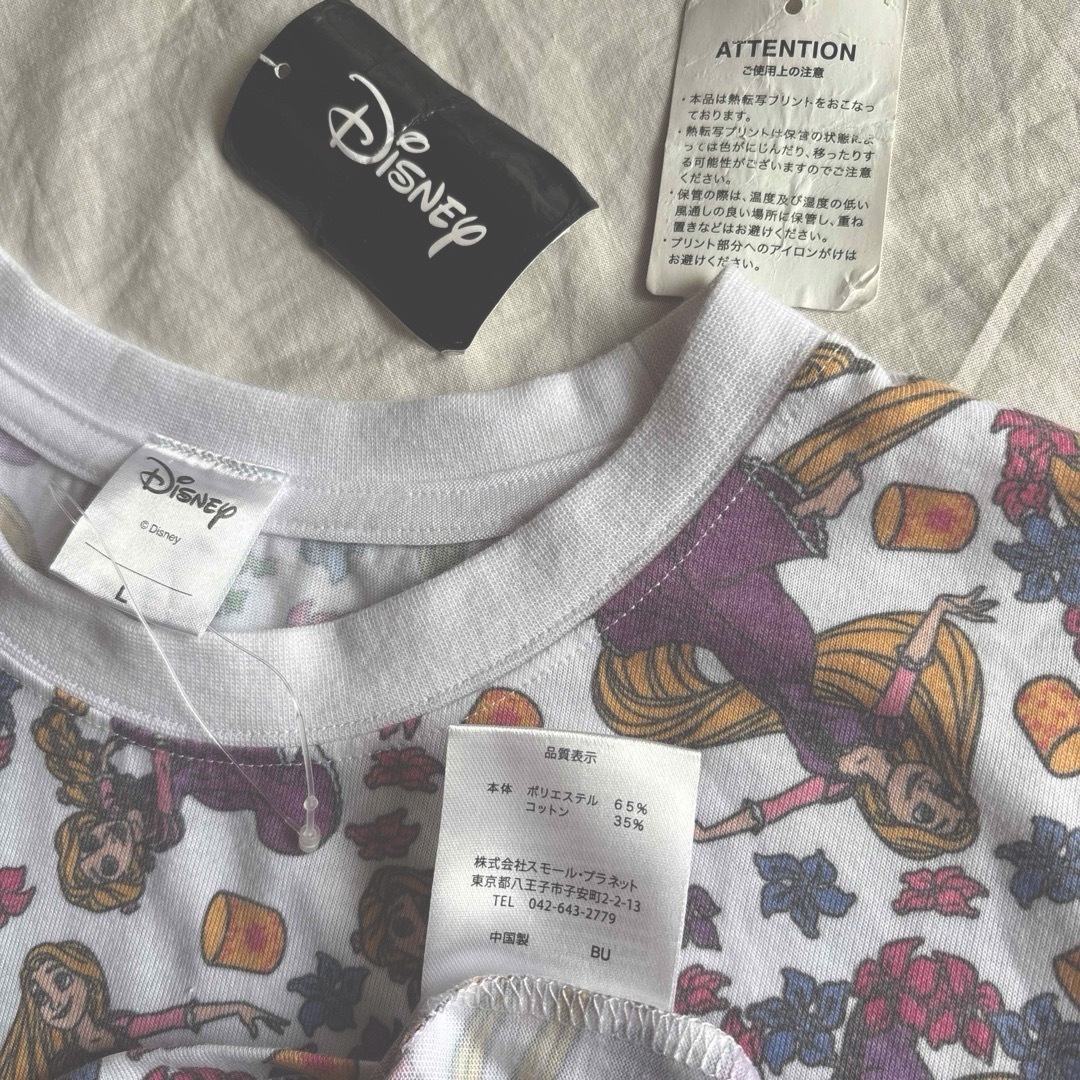 Disney
ATTENTION
ご使用上の注意
・本品は熱転写プリントをおこなっ
ております。
・熱転写プリントは保管の状態によ
っては色がにじんだり、移ったりす
る可能性がございますのでご注意
ください。
・保管の際は、温度及び湿度の低い
風通しの良い場所に保管し、重ね
置きなどはお避けください。
・プリント部分へのアイロンがけは
お避けください。
Disney
© Disney
L
品質表示
本体 ポリエステル 65%
コットン 35%
株式会社スモール・プラネット
東京都八王子市子安町2-2-13
TEL 042-643-2779
中国製 BU